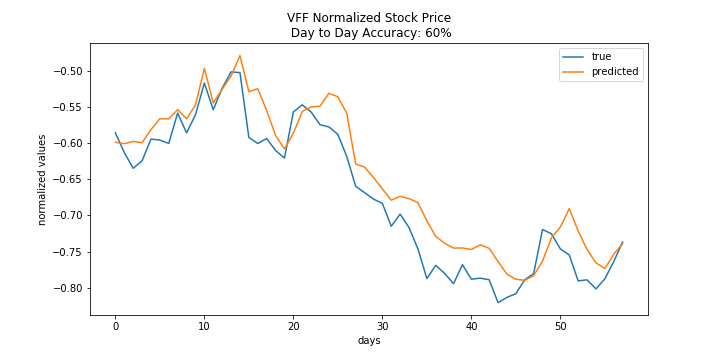 VFF Normalized Stock Price
Day to Day Accuracy: 60%
true
predicted
normalized values
−0.50
−0.55
−0.60
−0.65
−0.70
−0.75
−0.80
0
10
20
30
40
50
days